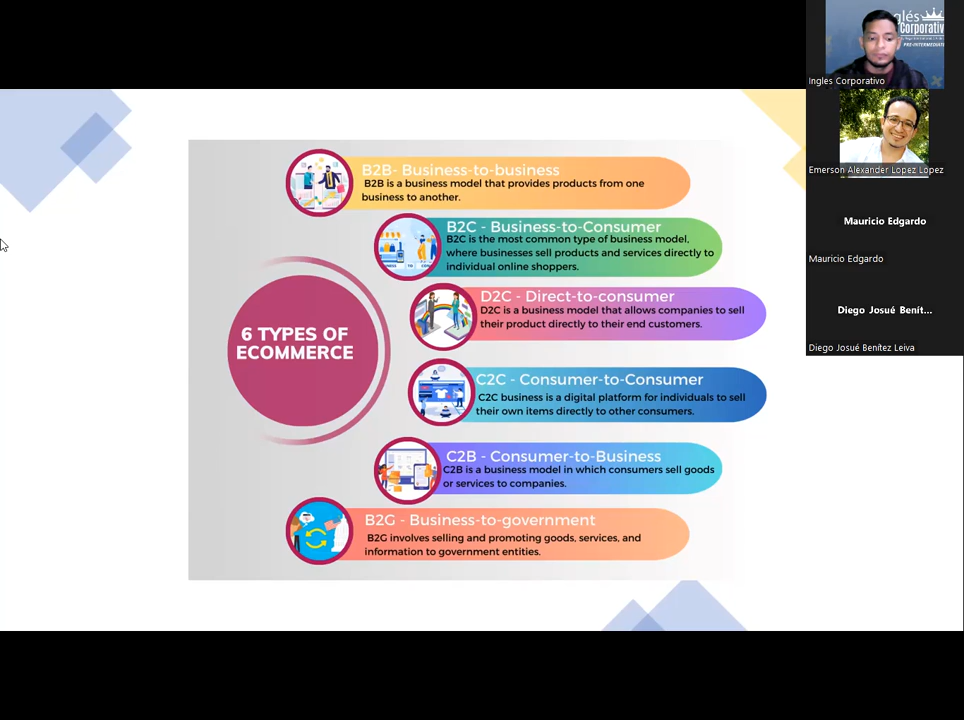 6 TYPES OF
ECOMMERCE
B2B- Business-to-business
B2B is a business model that provides products from one
business to another.
B2C - Business-to-Consumer
B2C is the most common type of business model,
where businesses sell products and services directly to
individual online shoppers.
D2C - Direct-to-consumer
D2C is a business model that allows companies to sell
their product directly to their end customers.
C2C - Consumer-to-Consumer
C2C business is a digital platform for individuals to sell
their own items directly to other consumers.
C2B - Consumer-to-Business
C2B is a business model in which consumers sell goods
or services to companies.
B2G - Business-to-government
B2G involves selling and promoting goods, services, and
information to government entities.
PRE-INTERMEDIATE
Ingles Corporativo
Emerson Alexander Lopez Lopez
Mauricio Edgardo
Mauricio Edgardo
Diego Josué Benít...
Diego Josué Benítez Leiva